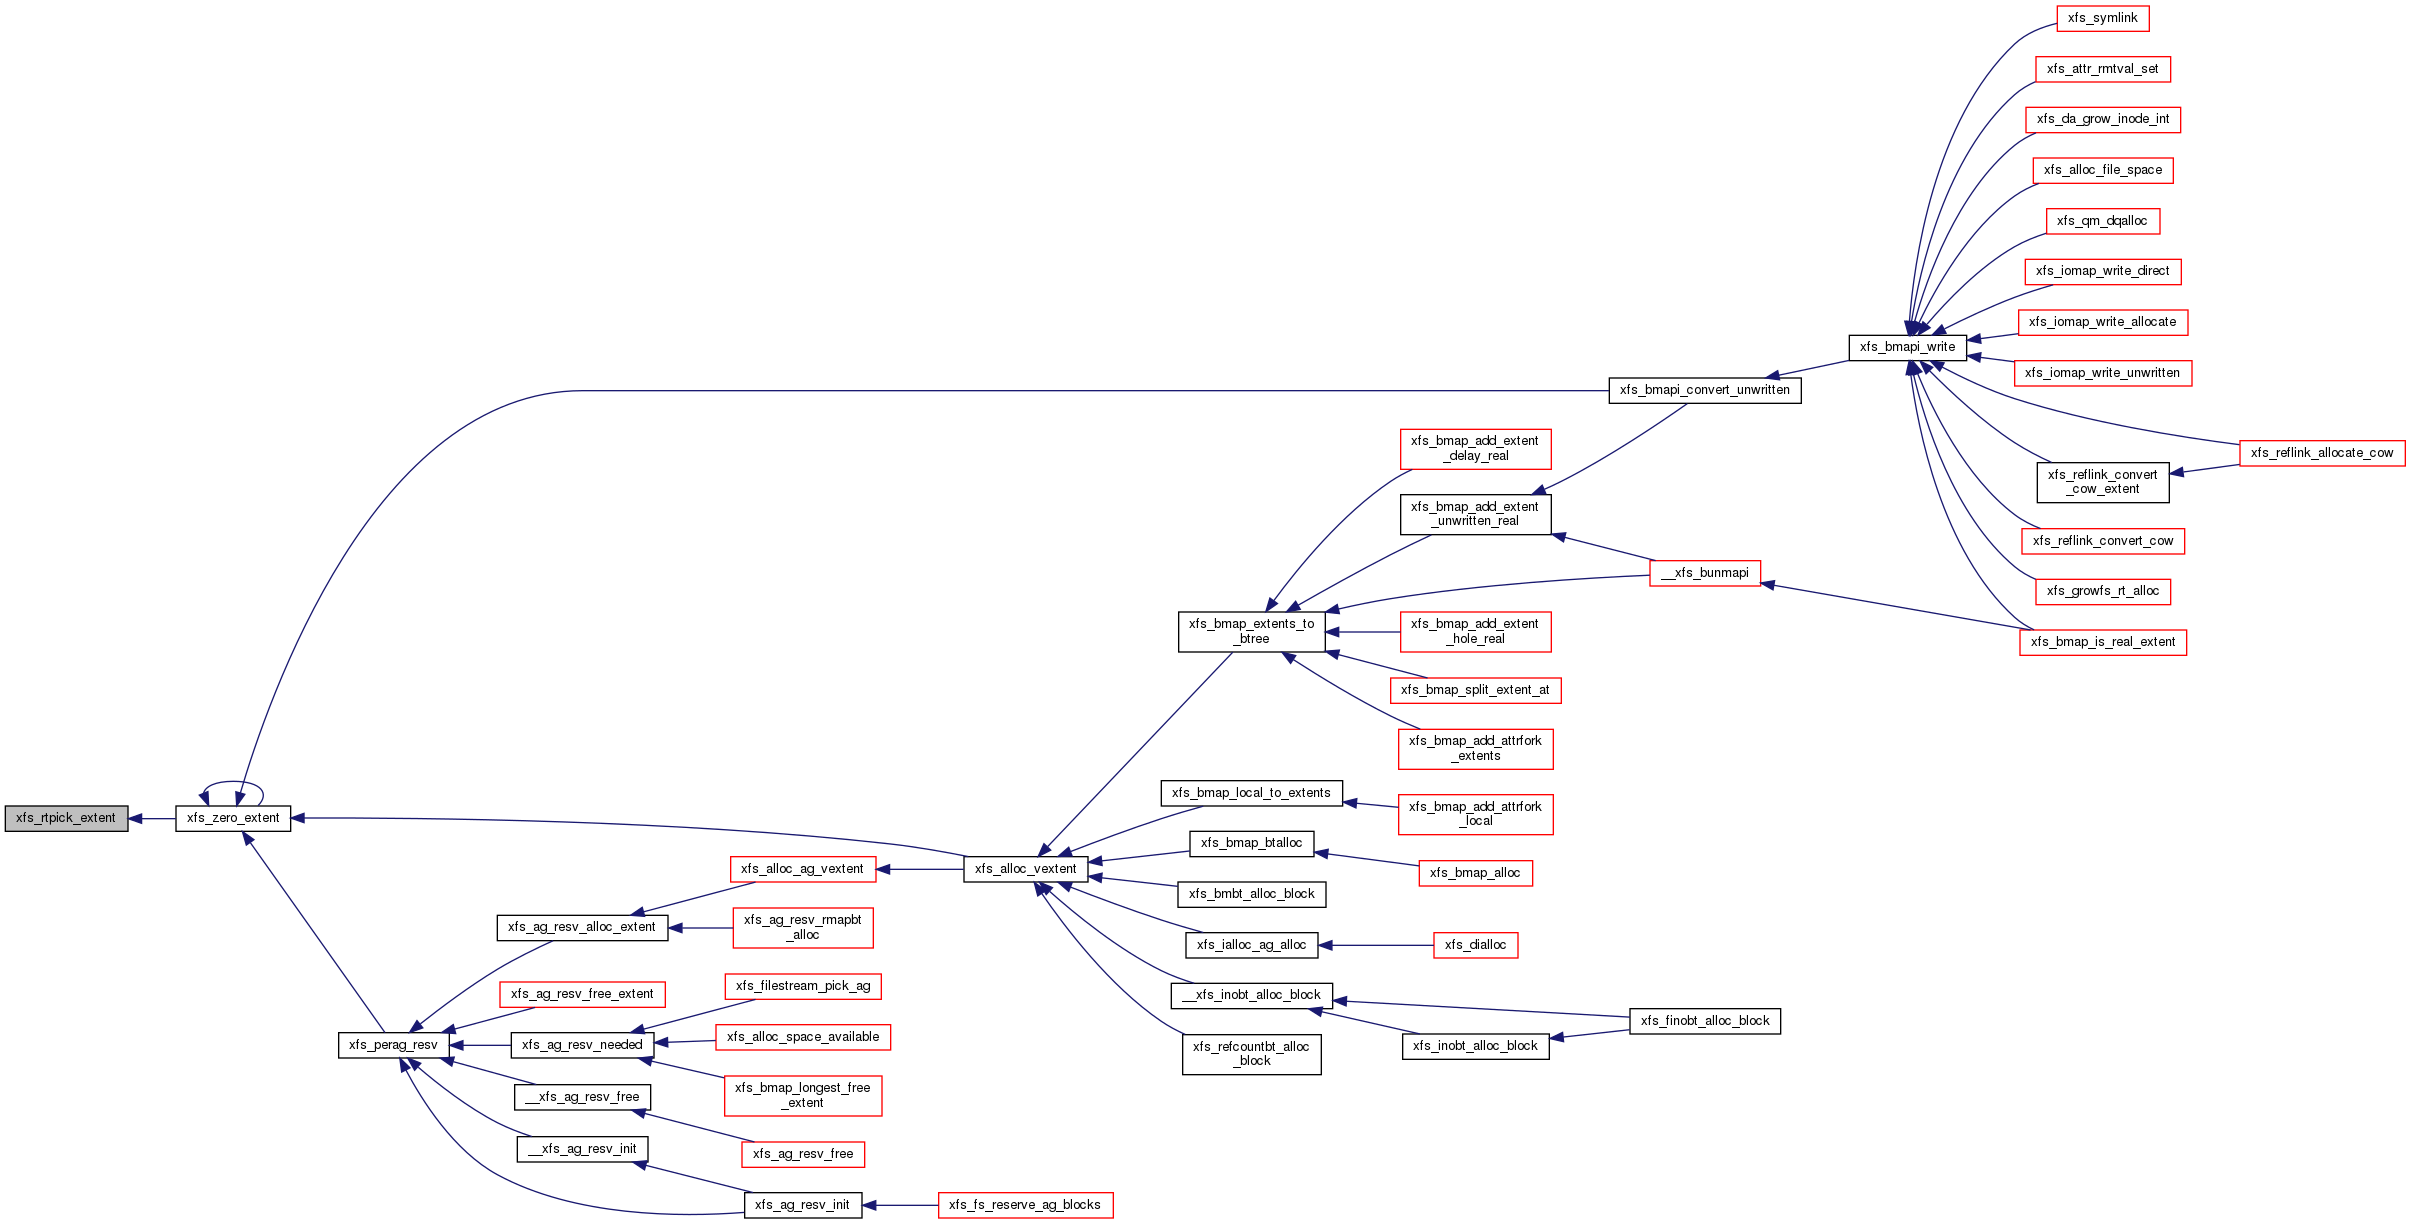 xfs_symlink
xfs_attr_rmtval_set
xfs_da_grow_inode_int
xfs_alloc_file_space
xfs_qm_dqalloc
xfs_iomap_write_direct
xfs_iomap_write_allocate
xfs_bmapi_write
xfs_iomap_write_unwritten
xfs_bmapi_convert_unwritten
xfs_bmap_add_extent
_delay_real
xfs_reflink_allocate_cow
xfs_reflink_convert
_cow_extent
xfs_bmap_add_extent
_unwritten_real
xfs_reflink_convert_cow
__xfs_bunmapi
xfs_growfs_rt_alloc
xfs_bmap_extents_to
_btree
xfs_bmap_add_extent
_hole_real
xfs_bmap_is_real_extent
xfs_bmap_split_extent_at
xfs_bmap_add_attrfork
_extents
xfs_bmap_local_to_extents
xfs_bmap_add_attrfork
_local
xfs_rtpick_extent
xfs_zero_extent
xfs_bmap_btalloc
xfs_alloc_ag_vextent
xfs_alloc_vextent
xfs_bmap_alloc
xfs_bmbt_alloc_block
xfs_ag_resv_alloc_extent
xfs_ag_resv_rmapbt
_alloc
xfs_ialloc_ag_alloc
xfs_dialloc
xfs_filestream_pick_ag
xfs_ag_resv_free_extent
__xfs_inobt_alloc_block
xfs_finobt_alloc_block
xfs_perag_resv
xfs_ag_resv_needed
xfs_alloc_space_available
xfs_inobt_alloc_block
xfs_refcountbt_alloc
_block
xfs_bmap_longest_free
_extent
__xfs_ag_resv_free
__xfs_ag_resv_init
xfs_ag_resv_free
xfs_ag_resv_init
xfs_fs_reserve_ag_blocks